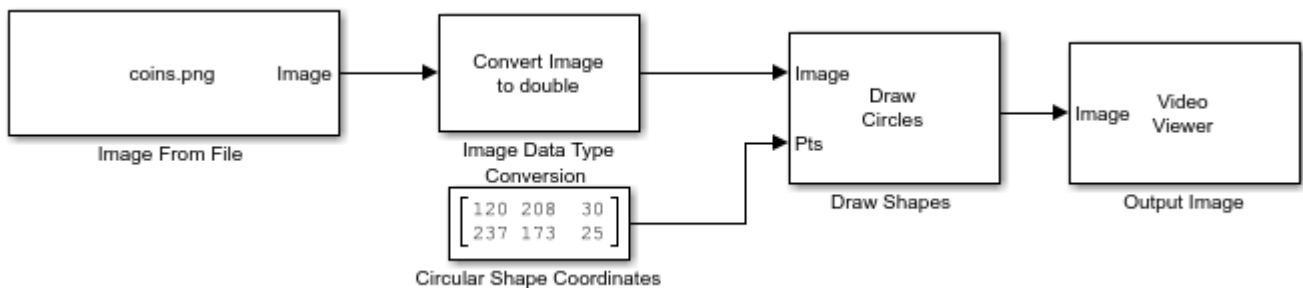 coins.png
Image
Image From File
Convert Image
to double
Image Data Type
Conversion
120 208 30
237 173 25
Circular Shape Coordinates
Image
Pts
Draw
Circles
Draw Shapes
Image
Video
Viewer
Output Image